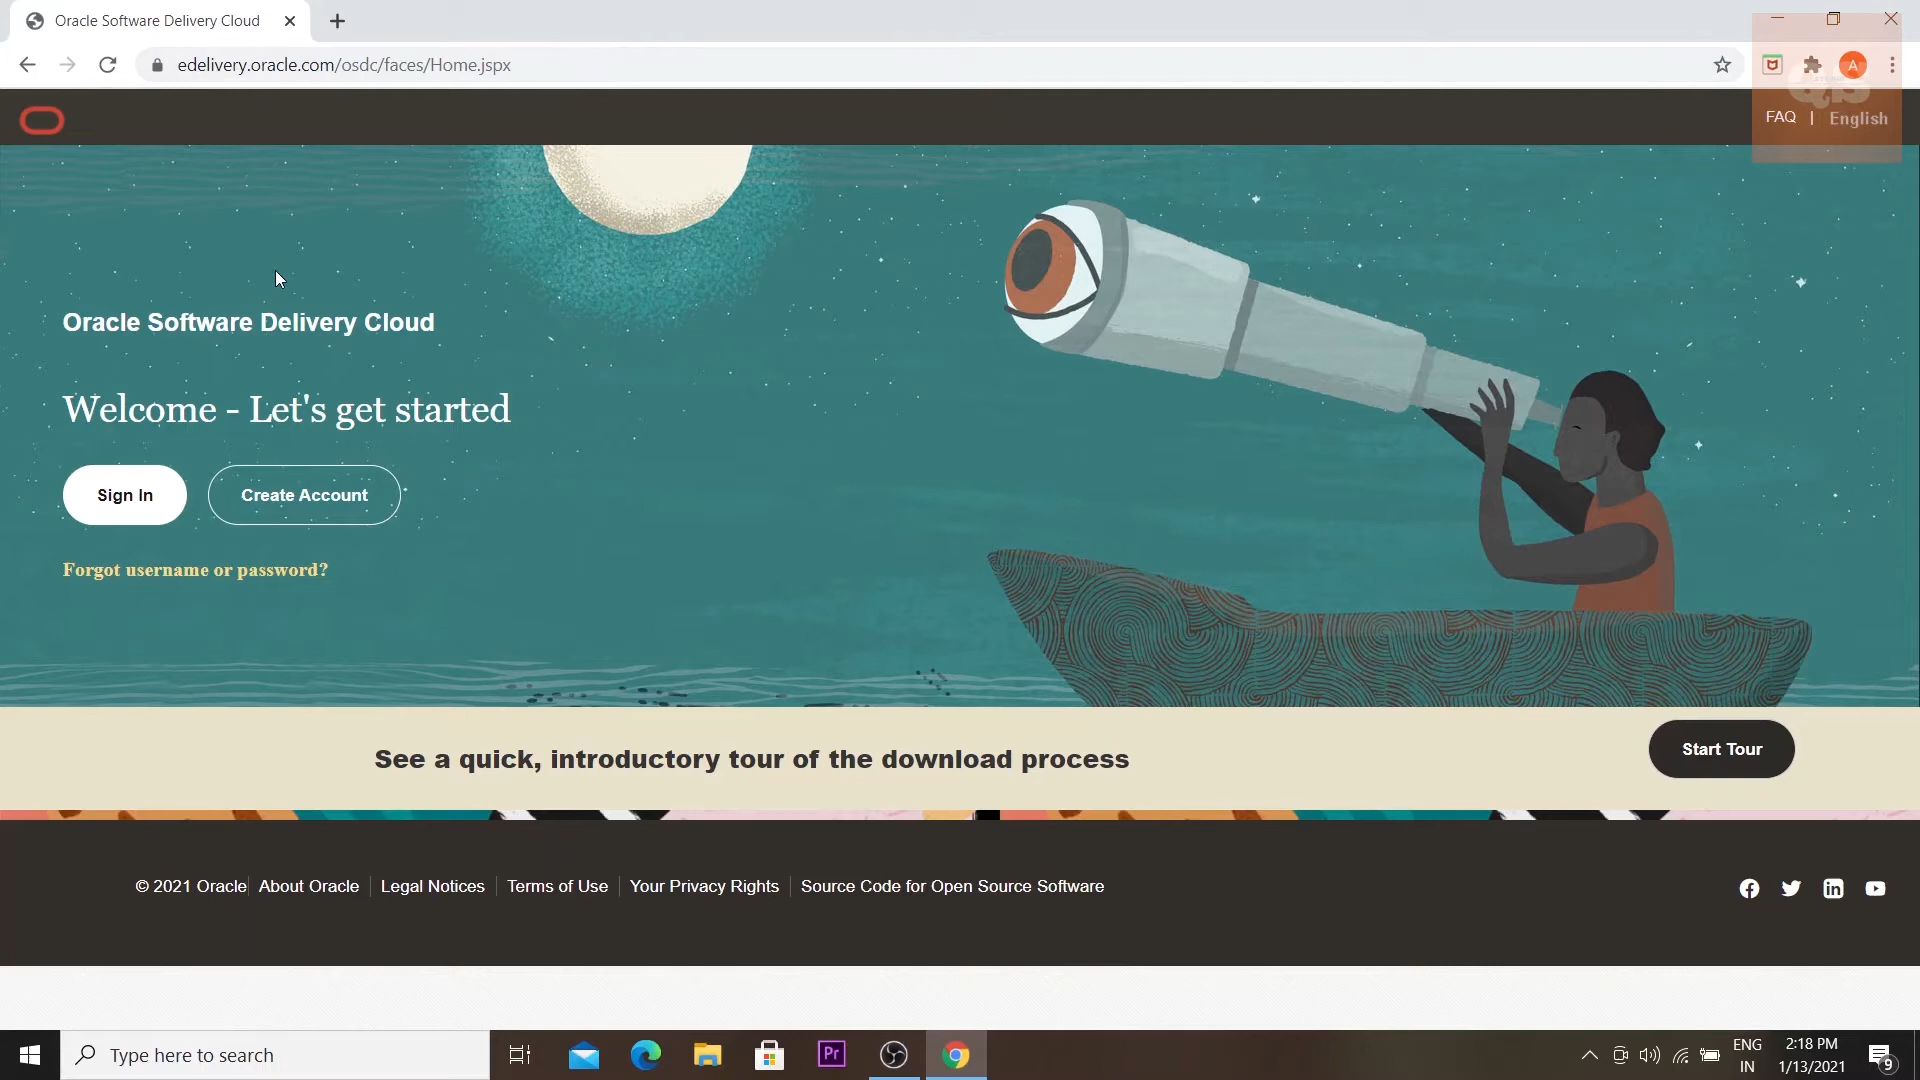 Oracle Software Delivery Cloud
edelivery.oracle.com/osdc/faces/Home.jspx
A
QS
FAQ | English
Oracle Software Delivery Cloud
Welcome - Let's get started
Sign In
Create Account
Forgot username or password?
See a quick, introductory tour of the download process
Start Tour
© 2021 Oracle
About Oracle
Legal Notices
Terms of Use
Your Privacy Rights
Source Code for Open Source Software
Type here to search
Pr
ENG
IN
2:18 PM
1/13/2021
9